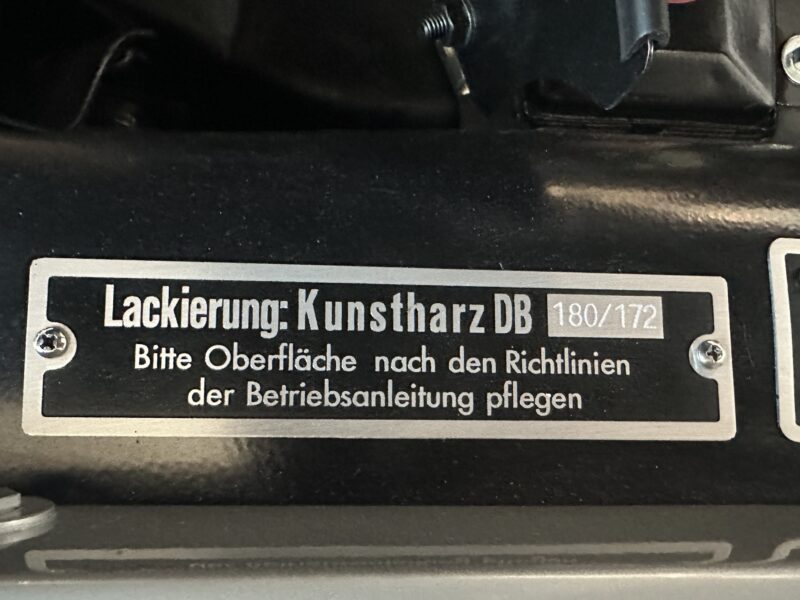 Lackierung: Kunstharz DB 180/172
Bitte Oberfläche nach den Richtlinien
der Betriebsanleitung pflegen